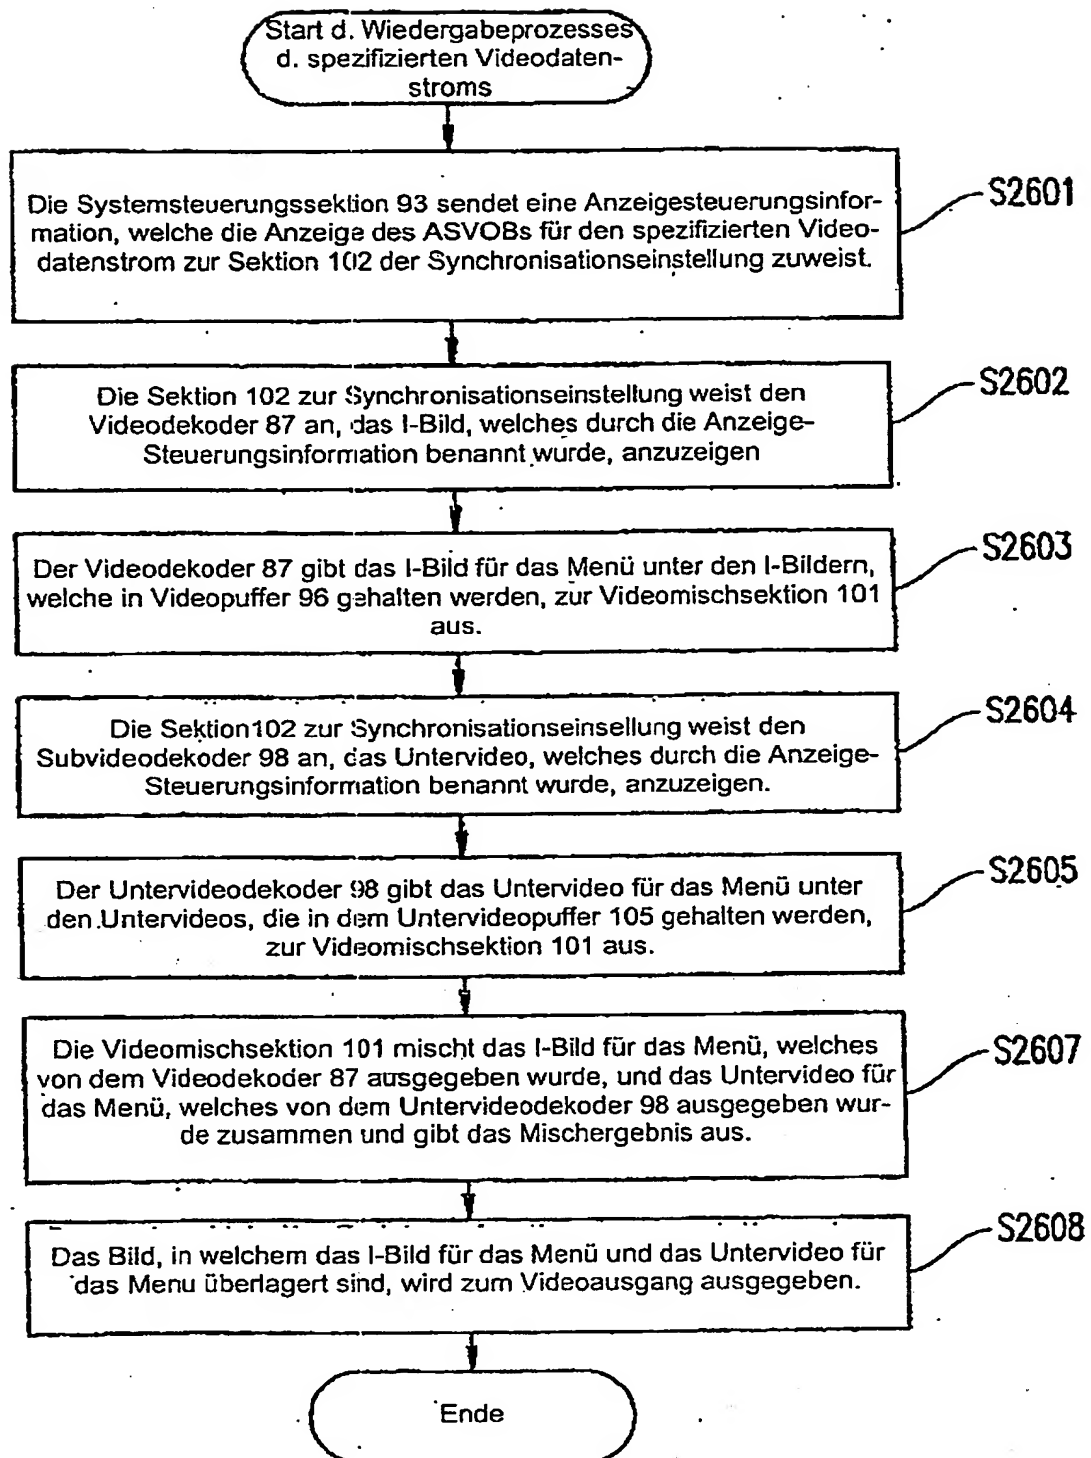 Start d. Wiedergabeprozesses
d. spezifizierten Videodaten-
stroms
Die Systemsteuerungssektion 93 sendet eine Anzeigesteuerungsinfor-
mation, welche die Anzeige des ASVOBs für den spezifizierten Video-
datenstrom zur Sektion 102 der Synchronisationseinstellung zuweist.
S2601
Die Sektion 102 zur Synchronisationseinstellung weist den
Videodekoder 87 an, das I-Bild, welches durch die Anzeige-
Steuerungsinformation benannt wurde, anzuzeigen
S2602
Der Videodekoder 87 gibt das I-Bild für das Menü unter den I-Bildern,
welche in Videopuffer 96 gehalten werden, zur Videomischsektion 101
aus.
S2603
Die Sektion102 zur Synchronisationseinsellung weist den
Subvideodekoder 98 an, das Untervideo, welches durch die Anzeige-
Steuerungsinformation benannt wurde, anzuzeigen.
S2604
Der Untervideodekoder 98 gibt das Untervideo für das Menü unter
den Untervideos, die in dem Untervideopuffer 105 gehalten werden,
zur Videomischsektion 101 aus.
S2605
Die Videomischsektion 101 mischt das I-Bild für das Menü, welches
von dem Videodekoder 87 ausgegeben wurde, und das Untervideo für
das Menü, welches von dem Untervideodekoder 98 ausgegeben wur-
de zusammen und gibt das Mischergebnis aus.
S2607
Das Bild, in welchem das I-Bild für das Menü und das Untervideo für
das Menu überlagert sind, wird zum Videoausgang ausgegeben.
S2608
Ende